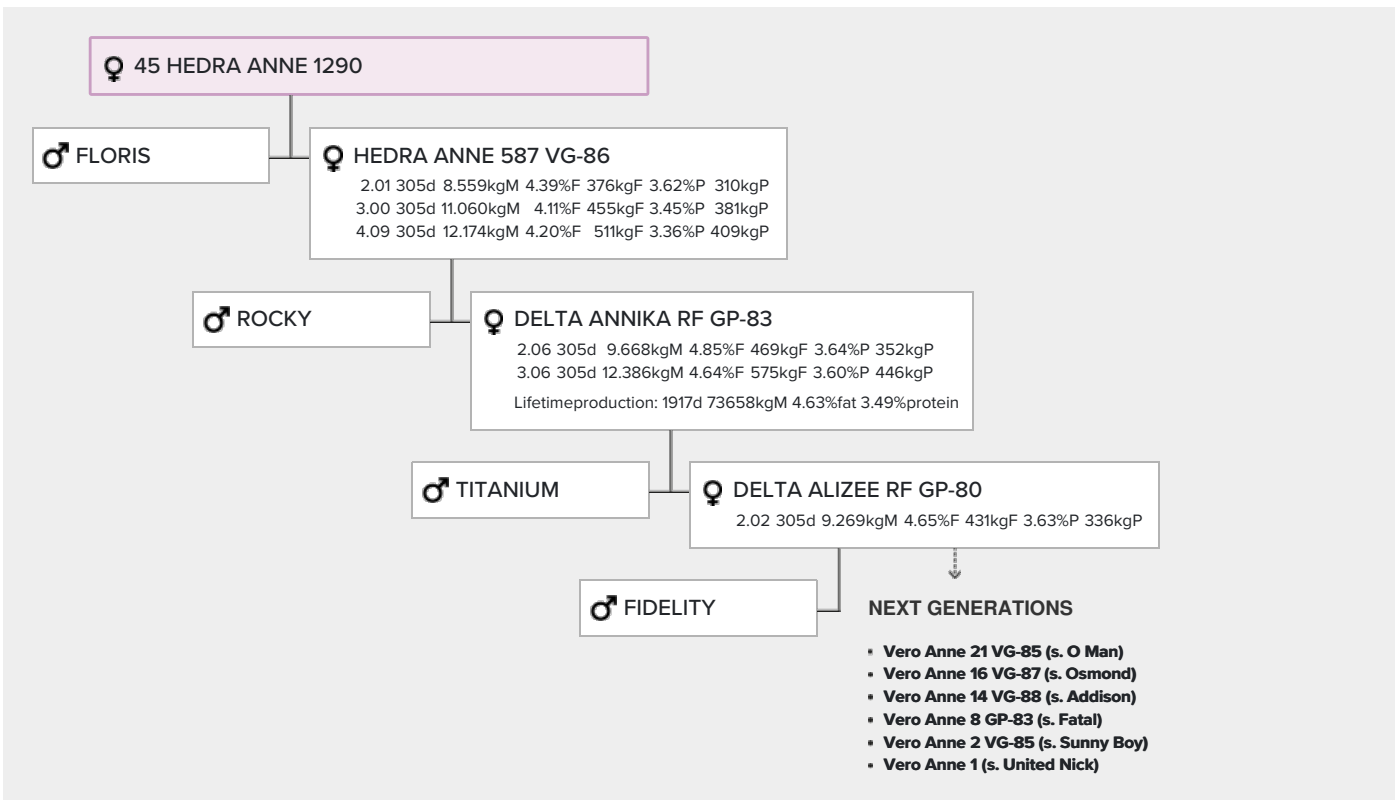 45 HEDRA ANNE 1290
FLORIS
HEDRA ANNE 587 VG-86
2.01 305d 8.559kgM 4.39%F 376kgF 3.62%P 310kgP
3.00 305d 11.060kgM 4.11%F 455kgF 3.45%P 381kgP
4.09 305d 12.174kgM 4.20%F 511kgF 3.36%P 409kgP
ROCKY
DELTA ANNIKA RF GP-83
2.06 305d 9.668kgM 4.85%F 469kgF 3.64%P 352kgP
3.06 305d 12.386kgM 4.64%F 575kgF 3.60%P 446kgP
Lifetimeproduction: 1917d 73658kgM 4.63%fat 3.49%protein
TITANIUM
DELTA ALIZEE RF GP-80
2.02 305d 9.269kgM 4.65%F 431kgF 3.63%P 336kgP
FIDELITY
NEXT GENERATIONS
• Vero Anne 21 VG-85 (s. O Man)
• Vero Anne 16 VG-87 (s. Osmond)
• Vero Anne 14 VG-88 (s. Addison)
• Vero Anne 8 GP-83 (s. Fatal)
• Vero Anne 2 VG-85 (s. Sunny Boy)
• Vero Anne 1 (s. United Nick)